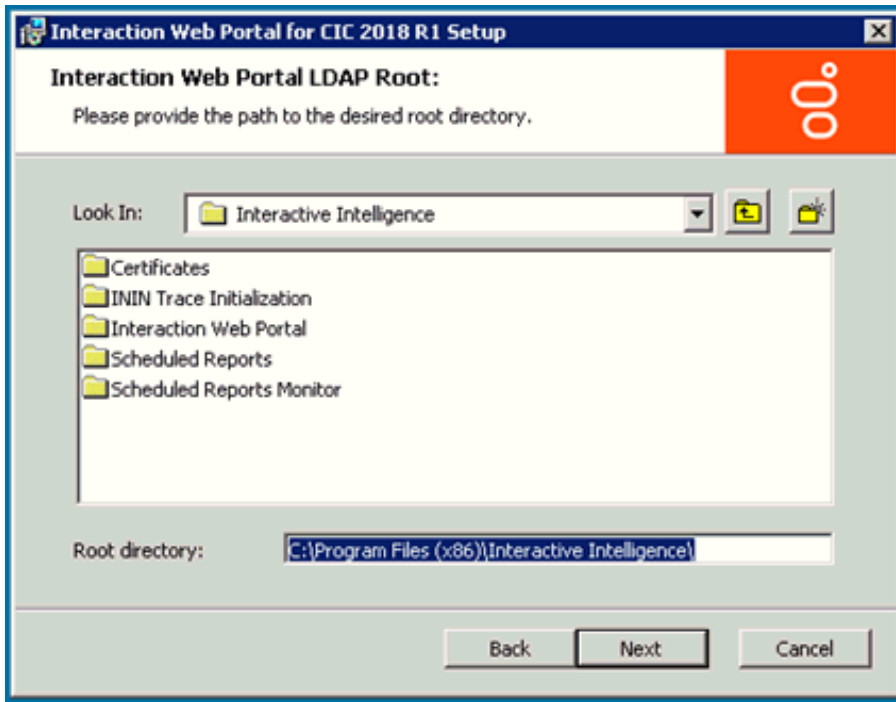 Interaction Web Portal for CIC 2018 R1 Setup
Interaction Web Portal LDAP Root:
Please provide the path to the desired root directory.
Look In: Interactive Intelligence
Certificates
ININ Trace Initialization
Interaction Web Portal
Scheduled Reports
Scheduled Reports Monitor
Root directory: C:\Program Files (x86)\Interactive Intelligence\
Back Next Cancel